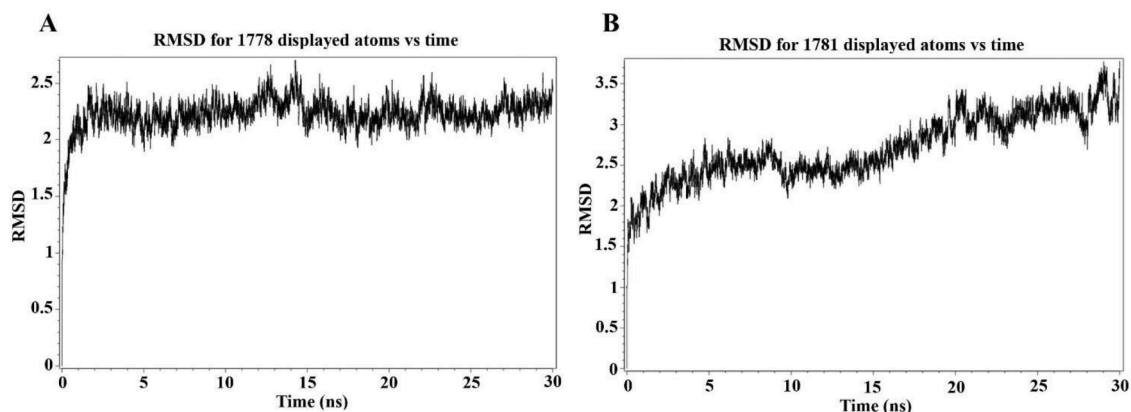 A
RMSD for 1778 displayed atoms vs time
2.5
2
1.5
1
0.5
0
RMSD
0 5 10 15 20 25 30
Time (ns)
B
RMSD for 1781 displayed atoms vs time
3.5
3
2.5
2
1.5
1
0.5
0
RMSD
0 5 10 15 20 25 30
Time (ns)